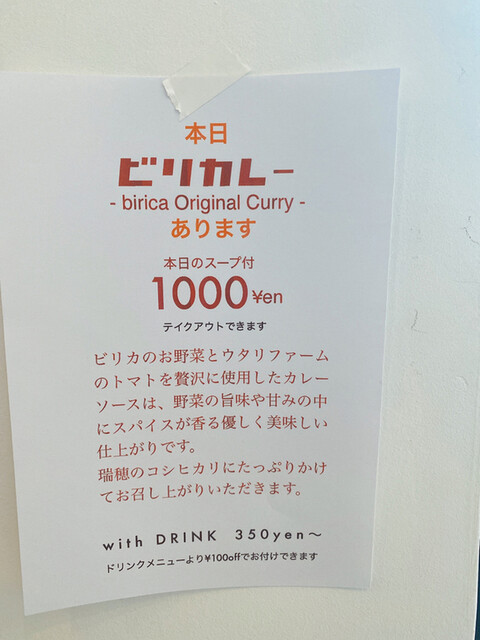 本日
ビリカレー
- birica Original Curry -
あります
本日のスープ付
1000 ¥en
テイクアウトできます
ビリカのお野菜とウタリファーム
のトマトを贅沢に使用したカレー
ソースは、野菜の旨味や甘みの中
にスパイスが香る優しく美味しい
仕上がりです。
瑞穂のコシヒカリにたっぷりかけ
てお召し上がりいただきます。
with DRINK 350yen〜
ドリンクメニューより¥100offでお付けできます